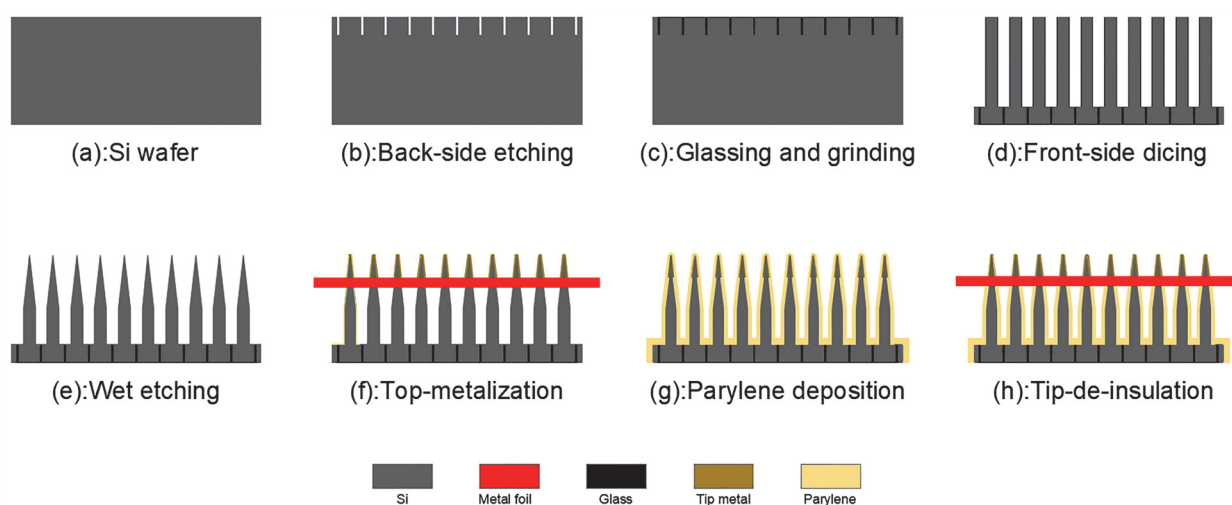 (a):Si wafer
(b):Back-side etching
(c):Glassing and grinding
(d):Front-side dicing
(e):Wet etching
(f):Top-metalization
(g):Parylene deposition
(h):Tip-de-insulation
Si
Metal foil
Glass
Tip metal
Parylene